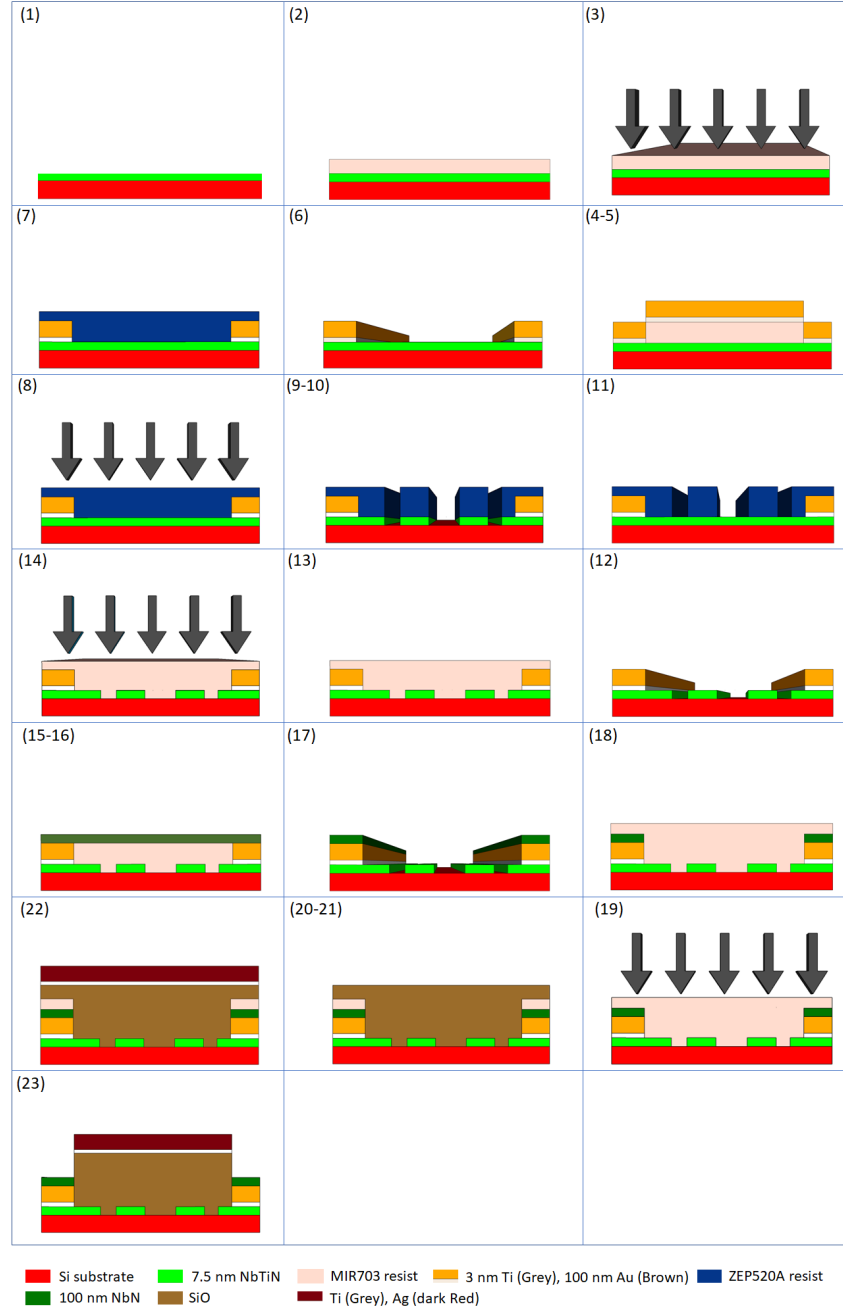 (1) (2) (3)
(7) (6) (4-5)
(8) (9-10) (11)
(14) (13) (12)
(15-16) (17) (18)
(22) (20-21) (19)
(23)
Si substrate 7.5 nm NbTiN MIR703 resist 3 nm Ti (Grey), 100 nm Au (Brown) ZEP520A resist
100 nm NbN SiO Ti (Grey), Ag (dark Red)